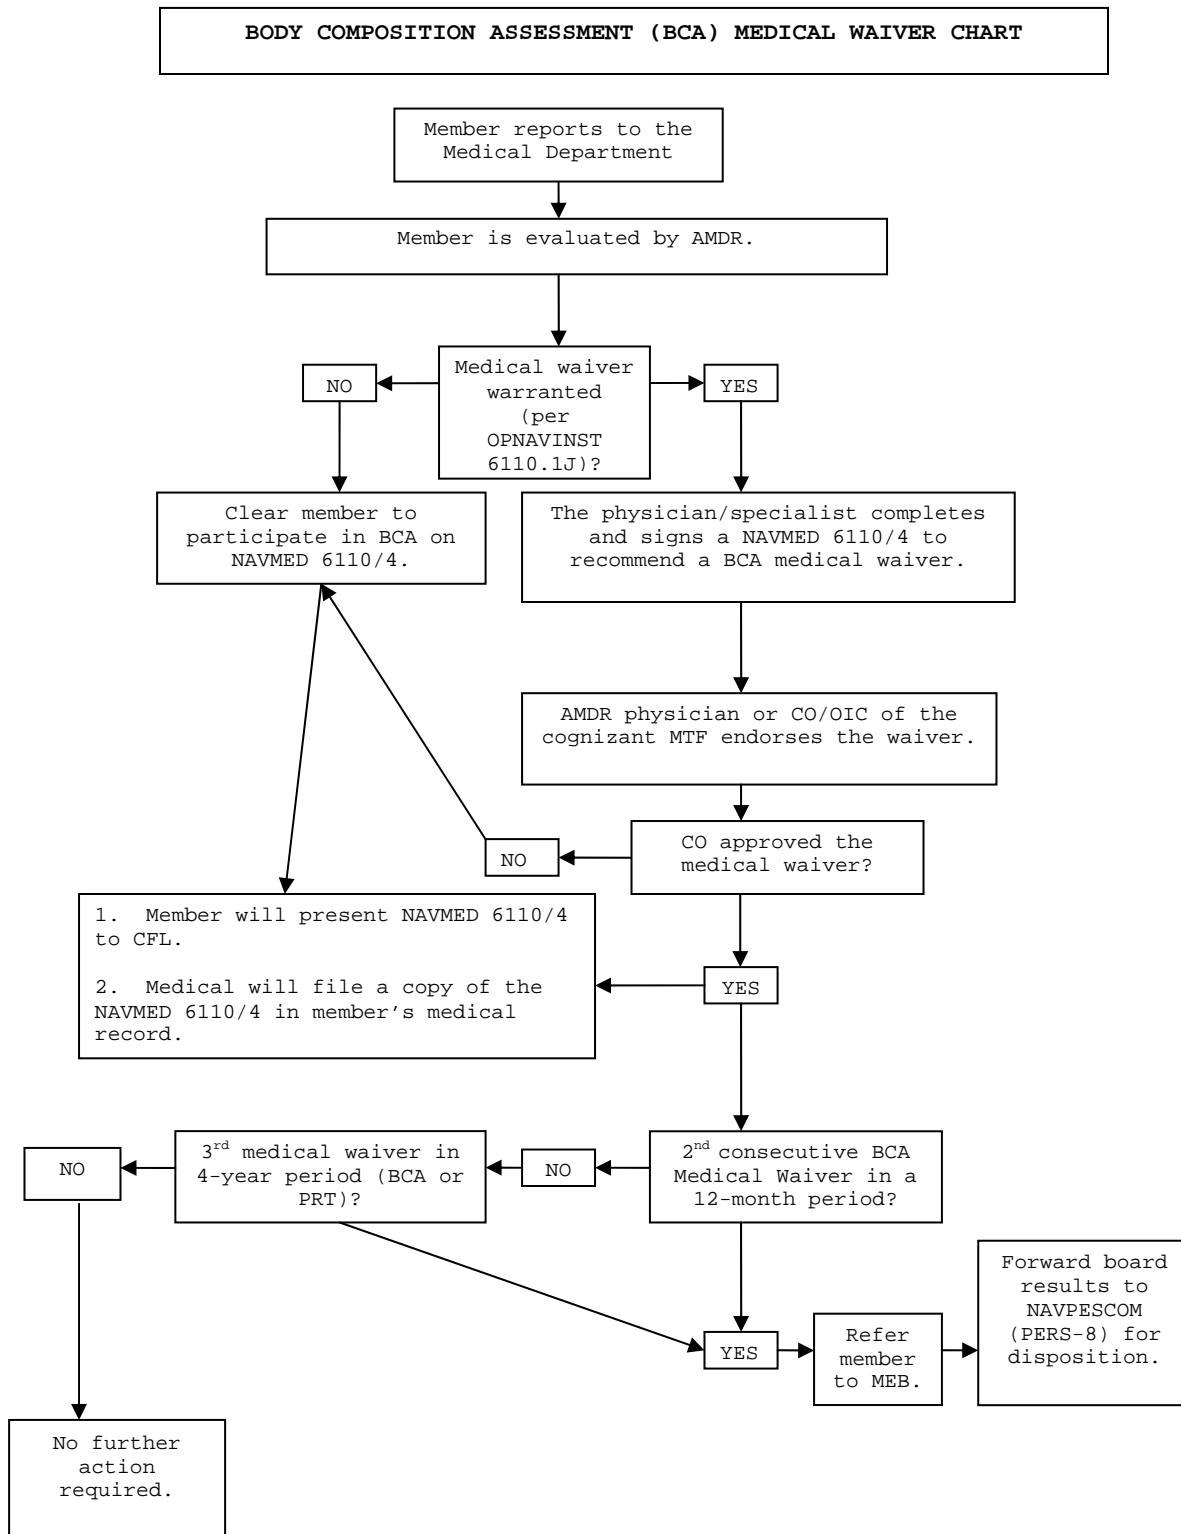 BODY COMPOSITION ASSESSMENT (BCA) MEDICAL WAIVER CHART
Member reports to the
Medical Department
Member is evaluated by AMDR.
NO
Medical waiver
warranted
(per
OPNAVINST
6110.1J)?
YES
Clear member to
participate in BCA on
NAVMED 6110/4.
The physician/specialist completes
and signs a NAVMED 6110/4 to
recommend a BCA medical waiver.
AMDR physician or CO/OIC of the
cognizant MTF endorses the waiver.
NO
CO approved the
medical waiver?
1. Member will present NAVMED 6110/4
to CFL.
2. Medical will file a copy of the
NAVMED 6110/4 in member's medical
record.
YES
NO
3rd medical waiver in
4-year period (BCA or
PRT)?
NO
2nd consecutive BCA
Medical Waiver in a
12-month period?
YES
Refer
member
to MEB.
Forward board
results to
NAVPESCOM
(PERS-8) for
disposition.
No further
action
required.